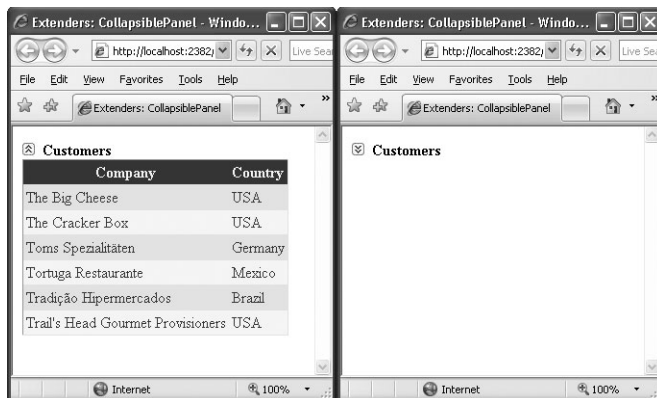 Extenders: CollapsiblePanel - Windo...
http://localhost:2382/
Live Sea
File Edit View Favorites Tools Help
Extenders: CollapsiblePanel
»
Customers
Company Country
The Big Cheese USA
The Cracker Box USA
Toms Spezialitäten Germany
Tortuga Restaurante Mexico
Tradição Hipermercados Brazil
Trail's Head Gourmet Provisioners USA
Internet 100%
Extenders: CollapsiblePanel - Windo...
http://localhost:2382/
Live Se
File Edit View Favorites Tools Help
Extenders: CollapsiblePanel
»
Customers
Internet 100%